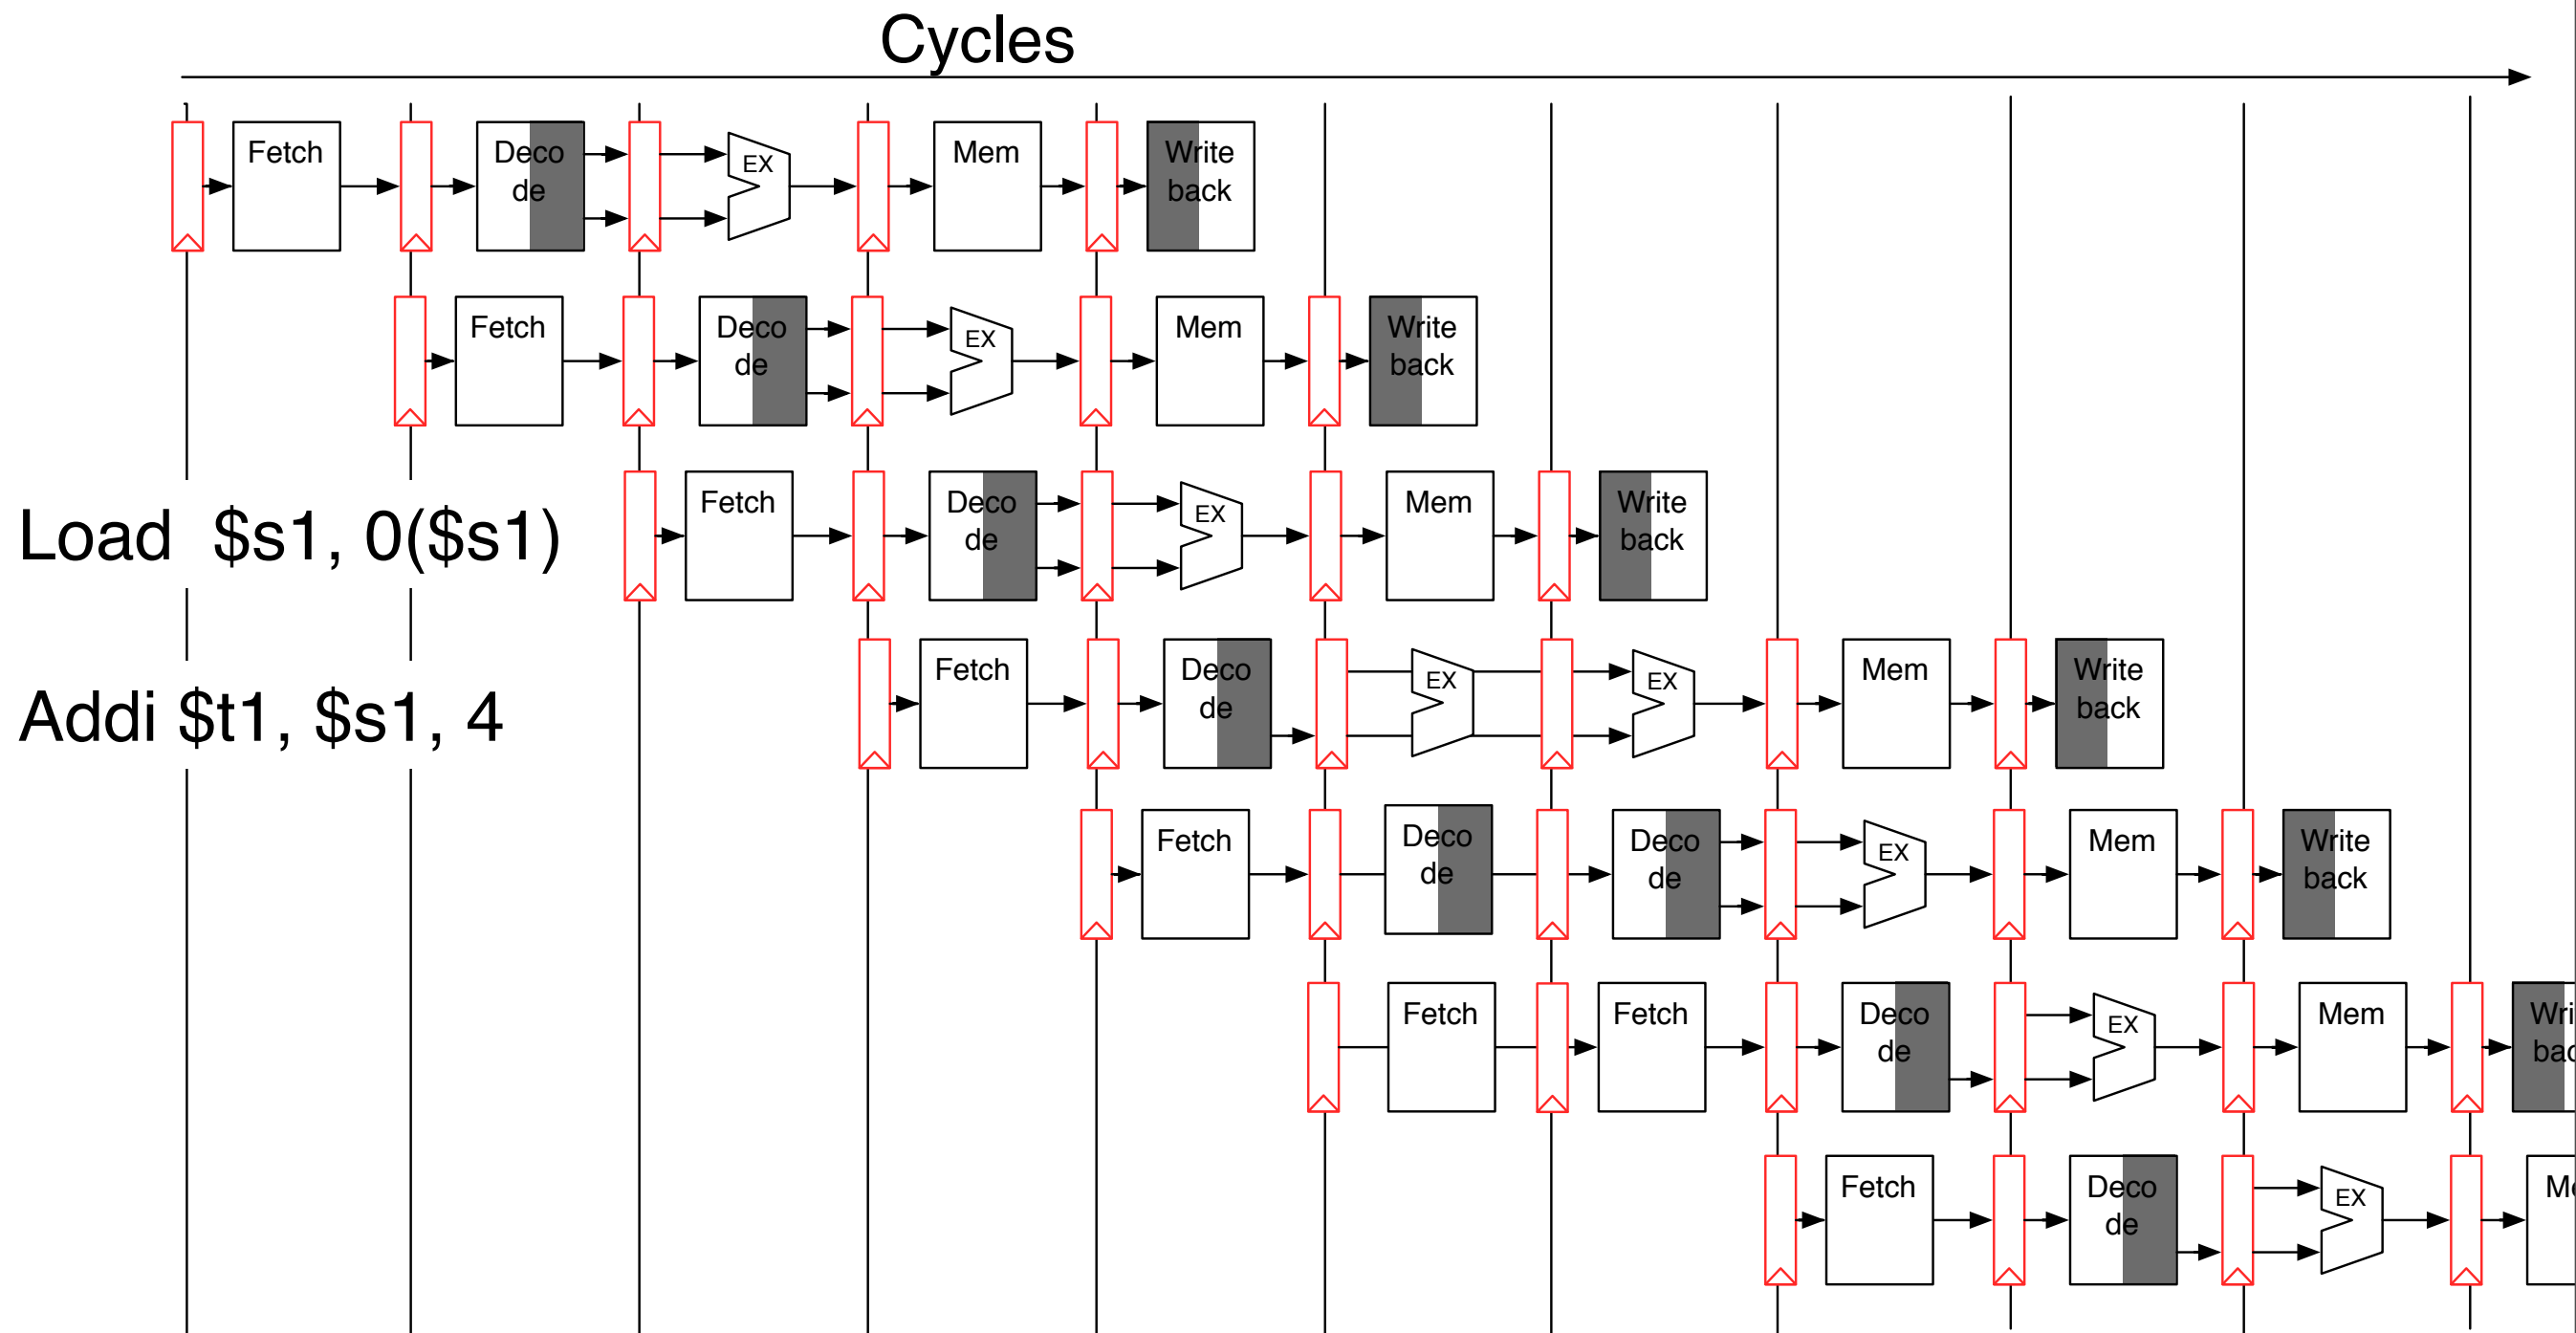 Cycles
Fetch
Deco
de
EX
Mem
Write
back
Fetch
Deco
de
EX
Mem
Write
back
Load $s1, 0($s1)
Fetch
Deco
de
EX
Mem
Write
back
Addi $t1, $s1, 4
Fetch
Deco
de
EX
EX
Mem
Write
back
Fetch
Deco
de
Deco
de
EX
Mem
Write
back
Fetch
Fetch
Deco
de
EX
Mem
Fetch
Deco
de
EX